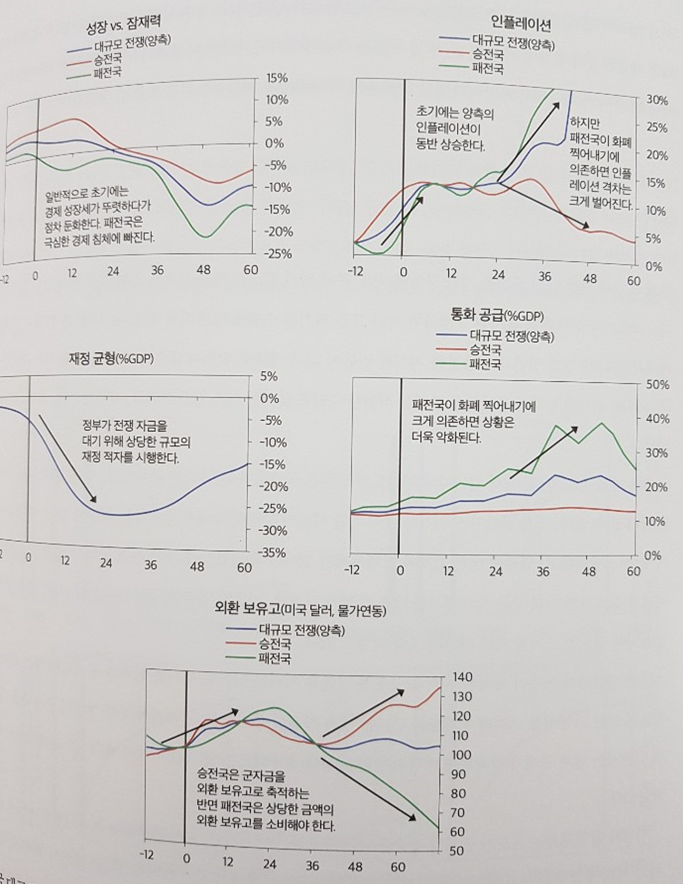 성장 vs. 잠재력
대규모 전쟁(양측)
승전국
패전국
15%
10%
5%
0%
-5%
-10%
-15%
-20%
-25%
일반적으로 초기에는
경제 성장세가 뚜렷하다가
점차 둔화한다. 패전국은
극심한 경제 침체에 빠진다.
-12 0 12 24 36 48 60
인플레이션
대규모 전쟁(양측)
승전국
패전국
30%
25%
20%
15%
10%
5%
0%
초기에는 양측의
인플레이션이
동반 상승한다.
하지만
패전국이 화폐
찍어내기에
의존하면 인플
레이션 격차는
크게 벌어진다.
-12 0 12 24 36 48 60
재정 균형(%GDP)
5%
0%
-5%
-10%
-15%
-20%
-25%
-30%
-35%
정부가 전쟁 자금을
대기 위해 상당한 규모의
재정 적자를 시행한다.
2 0 12 24 36 48 60
통화 공급(%GDP)
대규모 전쟁(양측)
승전국
패전국
50%
40%
30%
20%
10%
0%
패전국이 화폐 찍어내기에
크게 의존하면 상황은
더욱 악화된다.
-12 0 12 24 36 48 60
외환 보유고(미국 달러, 물가연동)
대규모 전쟁(양측)
승전국
패전국
140
130
120
110
100
90
80
70
60
50
승전국은 군자금을
외환 보유고로 축적하는
반면 패전국은 상당한 금액의
외환 보유고를 소비해야 한다.
-12 0 12 24 36 48 60